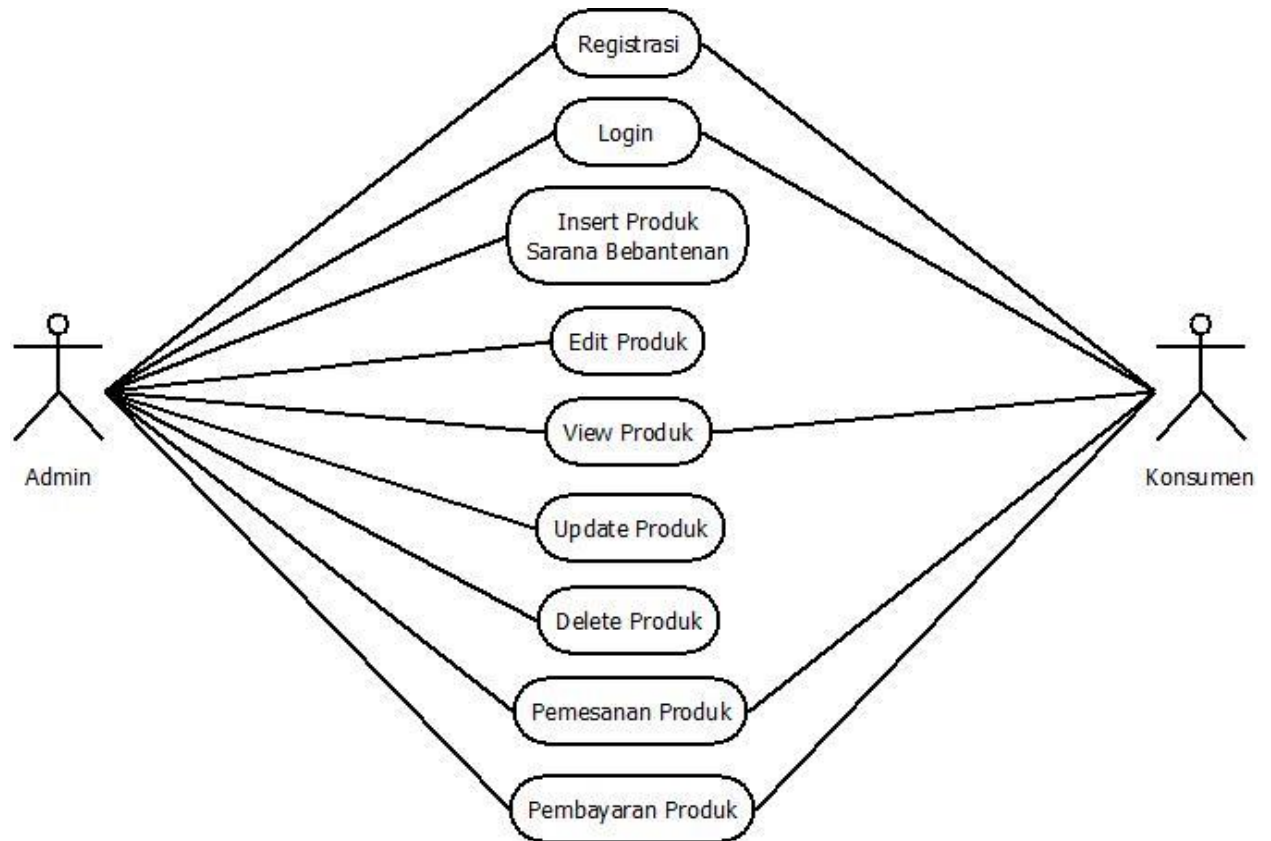 Registrasi
Login
Insert Produk
Sarana Bebantenan
Edit Produk
View Produk
Admin
Konsumen
Update Produk
Delete Produk
Pemesanan Produk
Pembayaran Produk